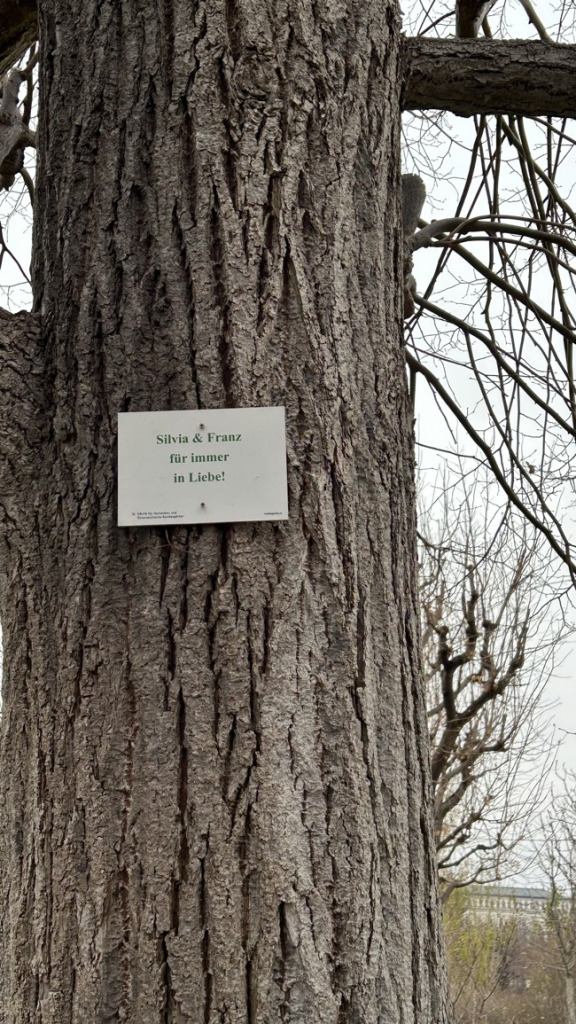 Silvia & Franz
für immer
in Liebe!